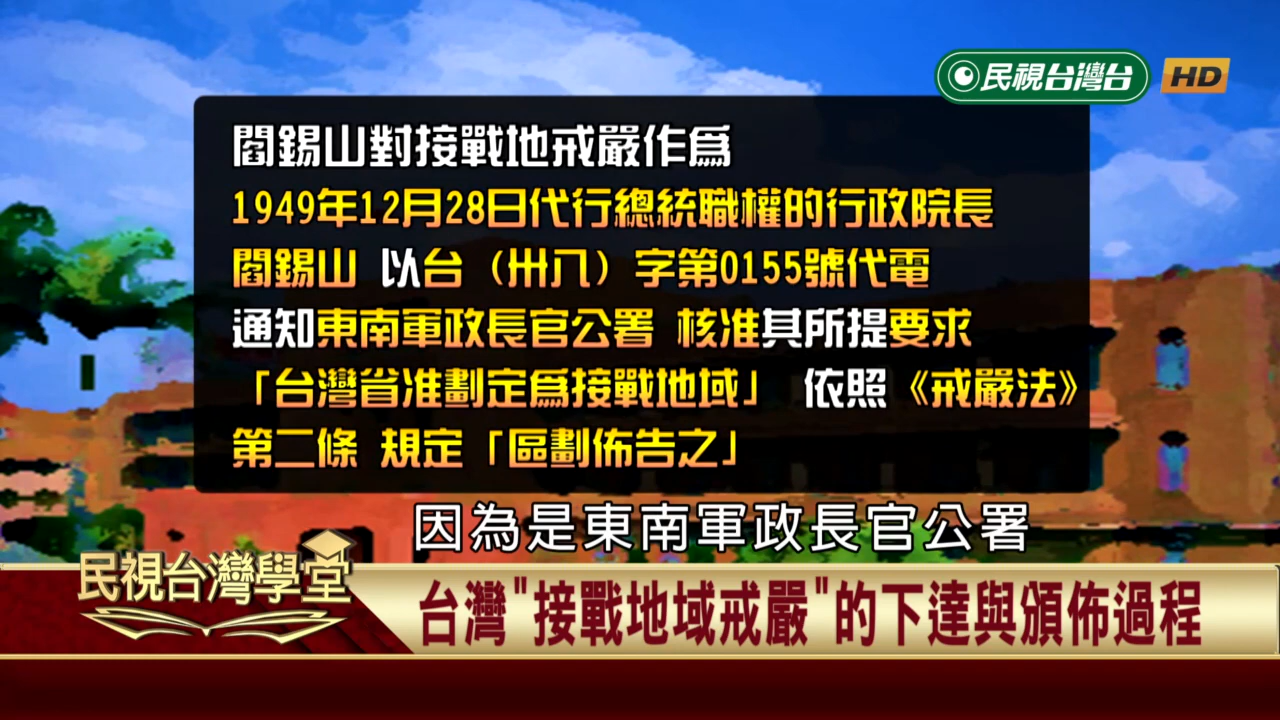 民視台灣台 HD
閻錫山對接戰地戒嚴作為
1949年12月28日代行總統職權的行政院長
閻錫山 以台（卅八）字第0155號代電
通知東南軍政長官公署 核准其所提要求
「台灣省准劃定為接戰地域」 依照《戒嚴法》
第二條 規定「區劃佈告之」
因為是東南軍政長官公署
民視台灣學堂
台灣"接戰地域戒嚴"的下達與頒佈過程